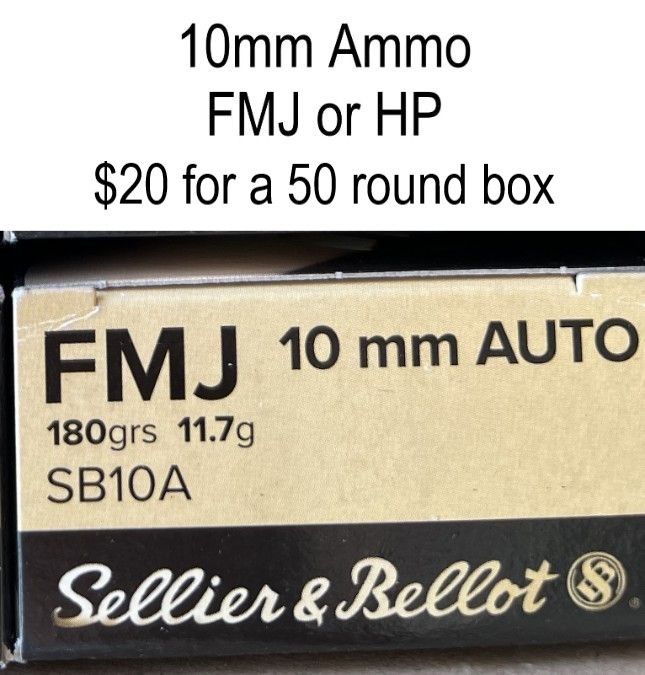 10mm Ammo
FMJ or HP
$20 for a 50 round box
FMJ 10 mm AUTO
180grs 11.7g
SB10A
Sellier & Bellot